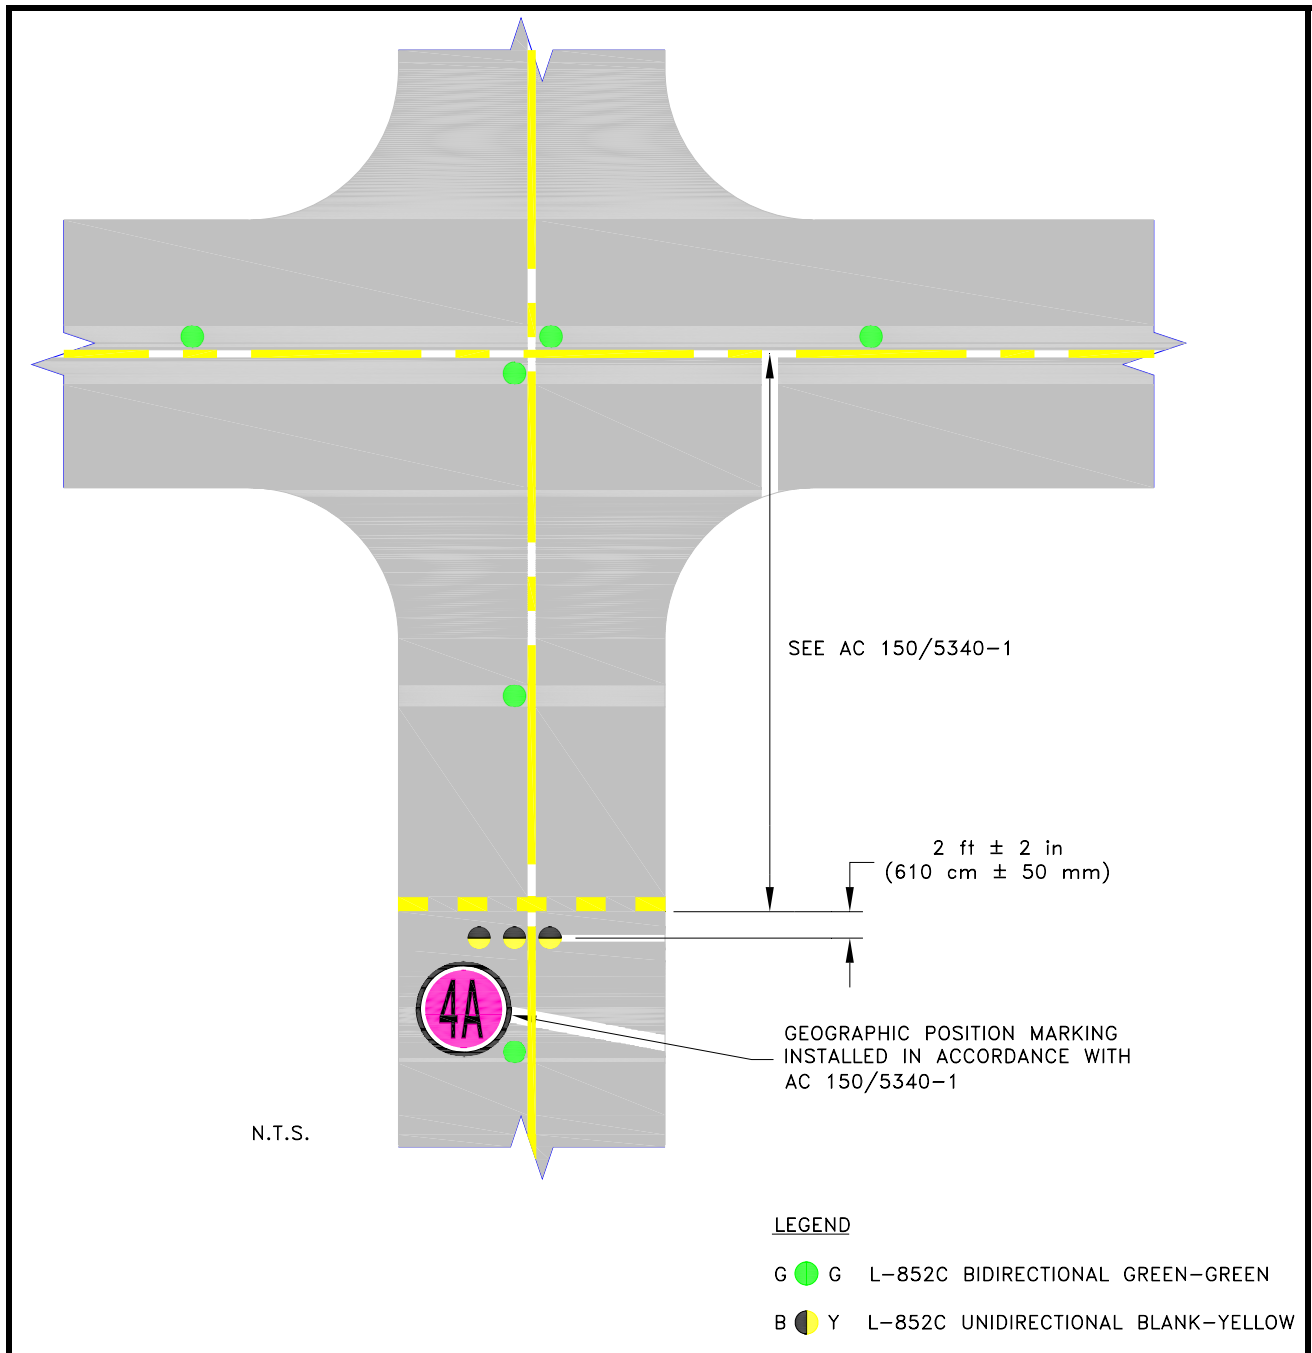 SEE AC 150/5340-1
2 ft ± 2 in
(610 cm ± 50 mm)
4A
GEOGRAPHIC POSITION MARKING
INSTALLED IN ACCORDANCE WITH
AC 150/5340-1
N.T.S.
LEGEND
G G L-852C BIDIRECTIONAL GREEN-GREEN
B Y L-852C UNIDIRECTIONAL BLANK-YELLOW